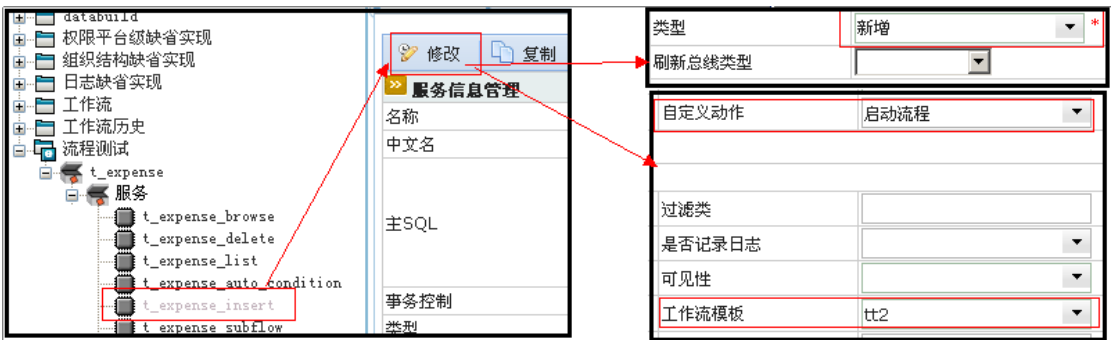 databuild
权限平台级缺省实现
组织结构缺省实现
日志缺省实现
工作流
工作流历史
流程测试
t_expense
服务
t_expense_browse
t_expense_delete
t_expense_list
t_expense_auto_condition
t_expense_insert
t_expense_subflow
修改 复制
服务信息管理
名称
中文名
主SQL
事务控制
类型
类型 新增 *
刷新总线类型
自定义动作 启动流程
过滤类
是否记录日志
可见性
工作流模板 tt2